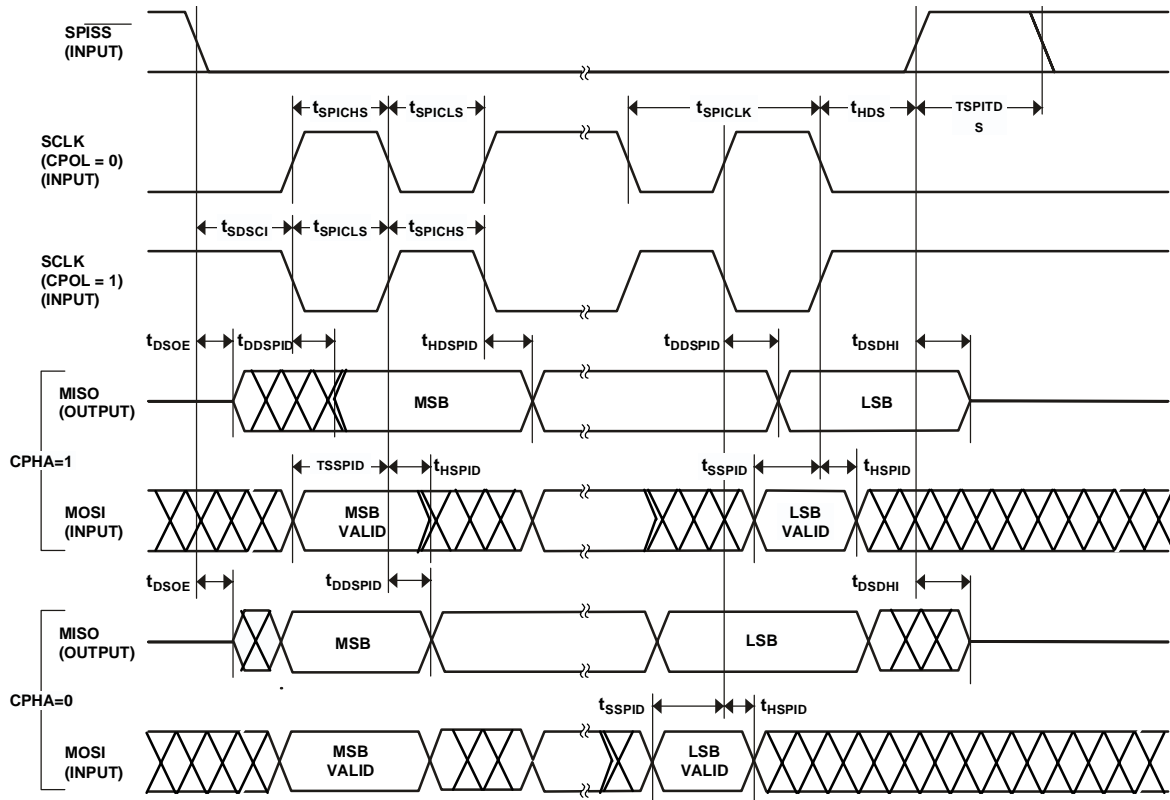 SPISS
(INPUT)
tSPICHS
tSPICLS
tSPICLK
tHDS
TSPITD
S
SCLK
(CPOL = 0)
(INPUT)
tSDSCI
tSPICLS
tSPICHS
SCLK
(CPOL = 1)
(INPUT)
tDSOE
tDDSPID
tHDSPID
tDDSPID
tDSDHI
MISO
(OUTPUT)
MSB
LSB
CPHA=1
TSSPID
tHSPID
tSSPID
tHSPID
MOSI
(INPUT)
MSB
VALID
LSB
VALID
tDSOE
tDDSPID
tDSDHI
MISO
(OUTPUT)
MSB
LSB
CPHA=0
tSSPID
tHSPID
MOSI
(INPUT)
MSB
VALID
LSB
VALID